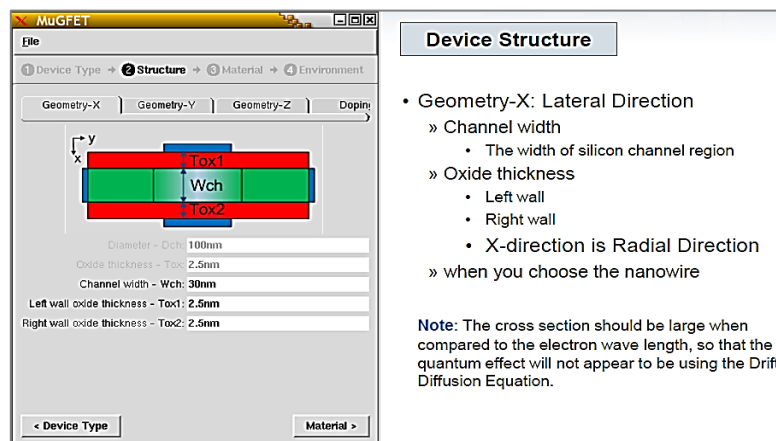 MuGFET
File
1 Device Type → 2 Structure → 3 Material → 4 Environment
Geometry-X
Geometry-Y
Geometry-Z
Doping
y
x
Tox1
Wch
Tox2
Diameter - Dch: 100nm
Oxide thickness - Tox: 2.5nm
Channel width - Wch: 30nm
Left wall oxide thickness - Tox1: 2.5nm
Right wall oxide thickness - Tox2: 2.5nm
< Device Type
Material >
Device Structure
• Geometry-X: Lateral Direction
» Channel width
• The width of silicon channel region
» Oxide thickness
• Left wall
• Right wall
• X-direction is Radial Direction
» when you choose the nanowire
Note: The cross section should be large when
compared to the electron wave length, so that the
quantum effect will not appear to be using the Drift
Diffusion Equation.